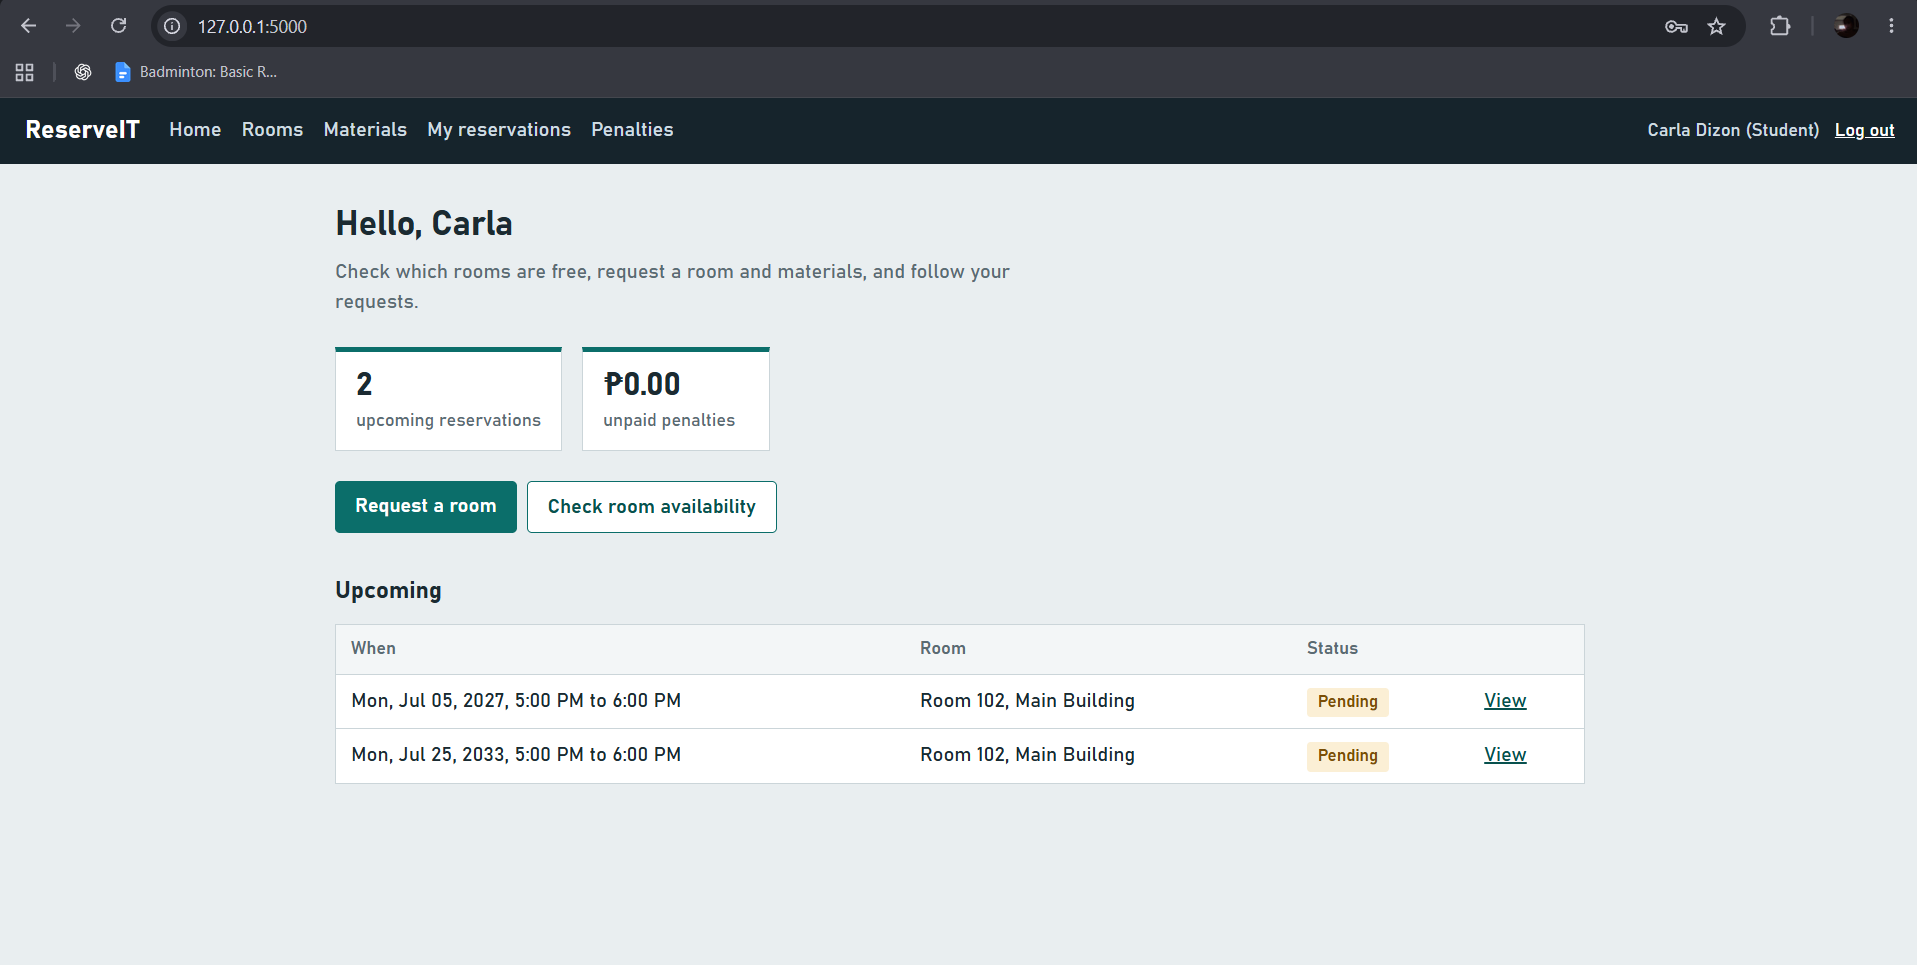 127.0.0.1:5000
Badminton: Basic R...
ReserveIT Home Rooms Materials My reservations Penalties Carla Dizon (Student) Log out
Hello, Carla
Check which rooms are free, request a room and materials, and follow your
requests.
2
upcoming reservations
₱0.00
unpaid penalties
Request a room Check room availability
Upcoming
When Room Status
Mon, Jul 05, 2027, 5:00 PM to 6:00 PM Room 102, Main Building Pending View
Mon, Jul 25, 2033, 5:00 PM to 6:00 PM Room 102, Main Building Pending View